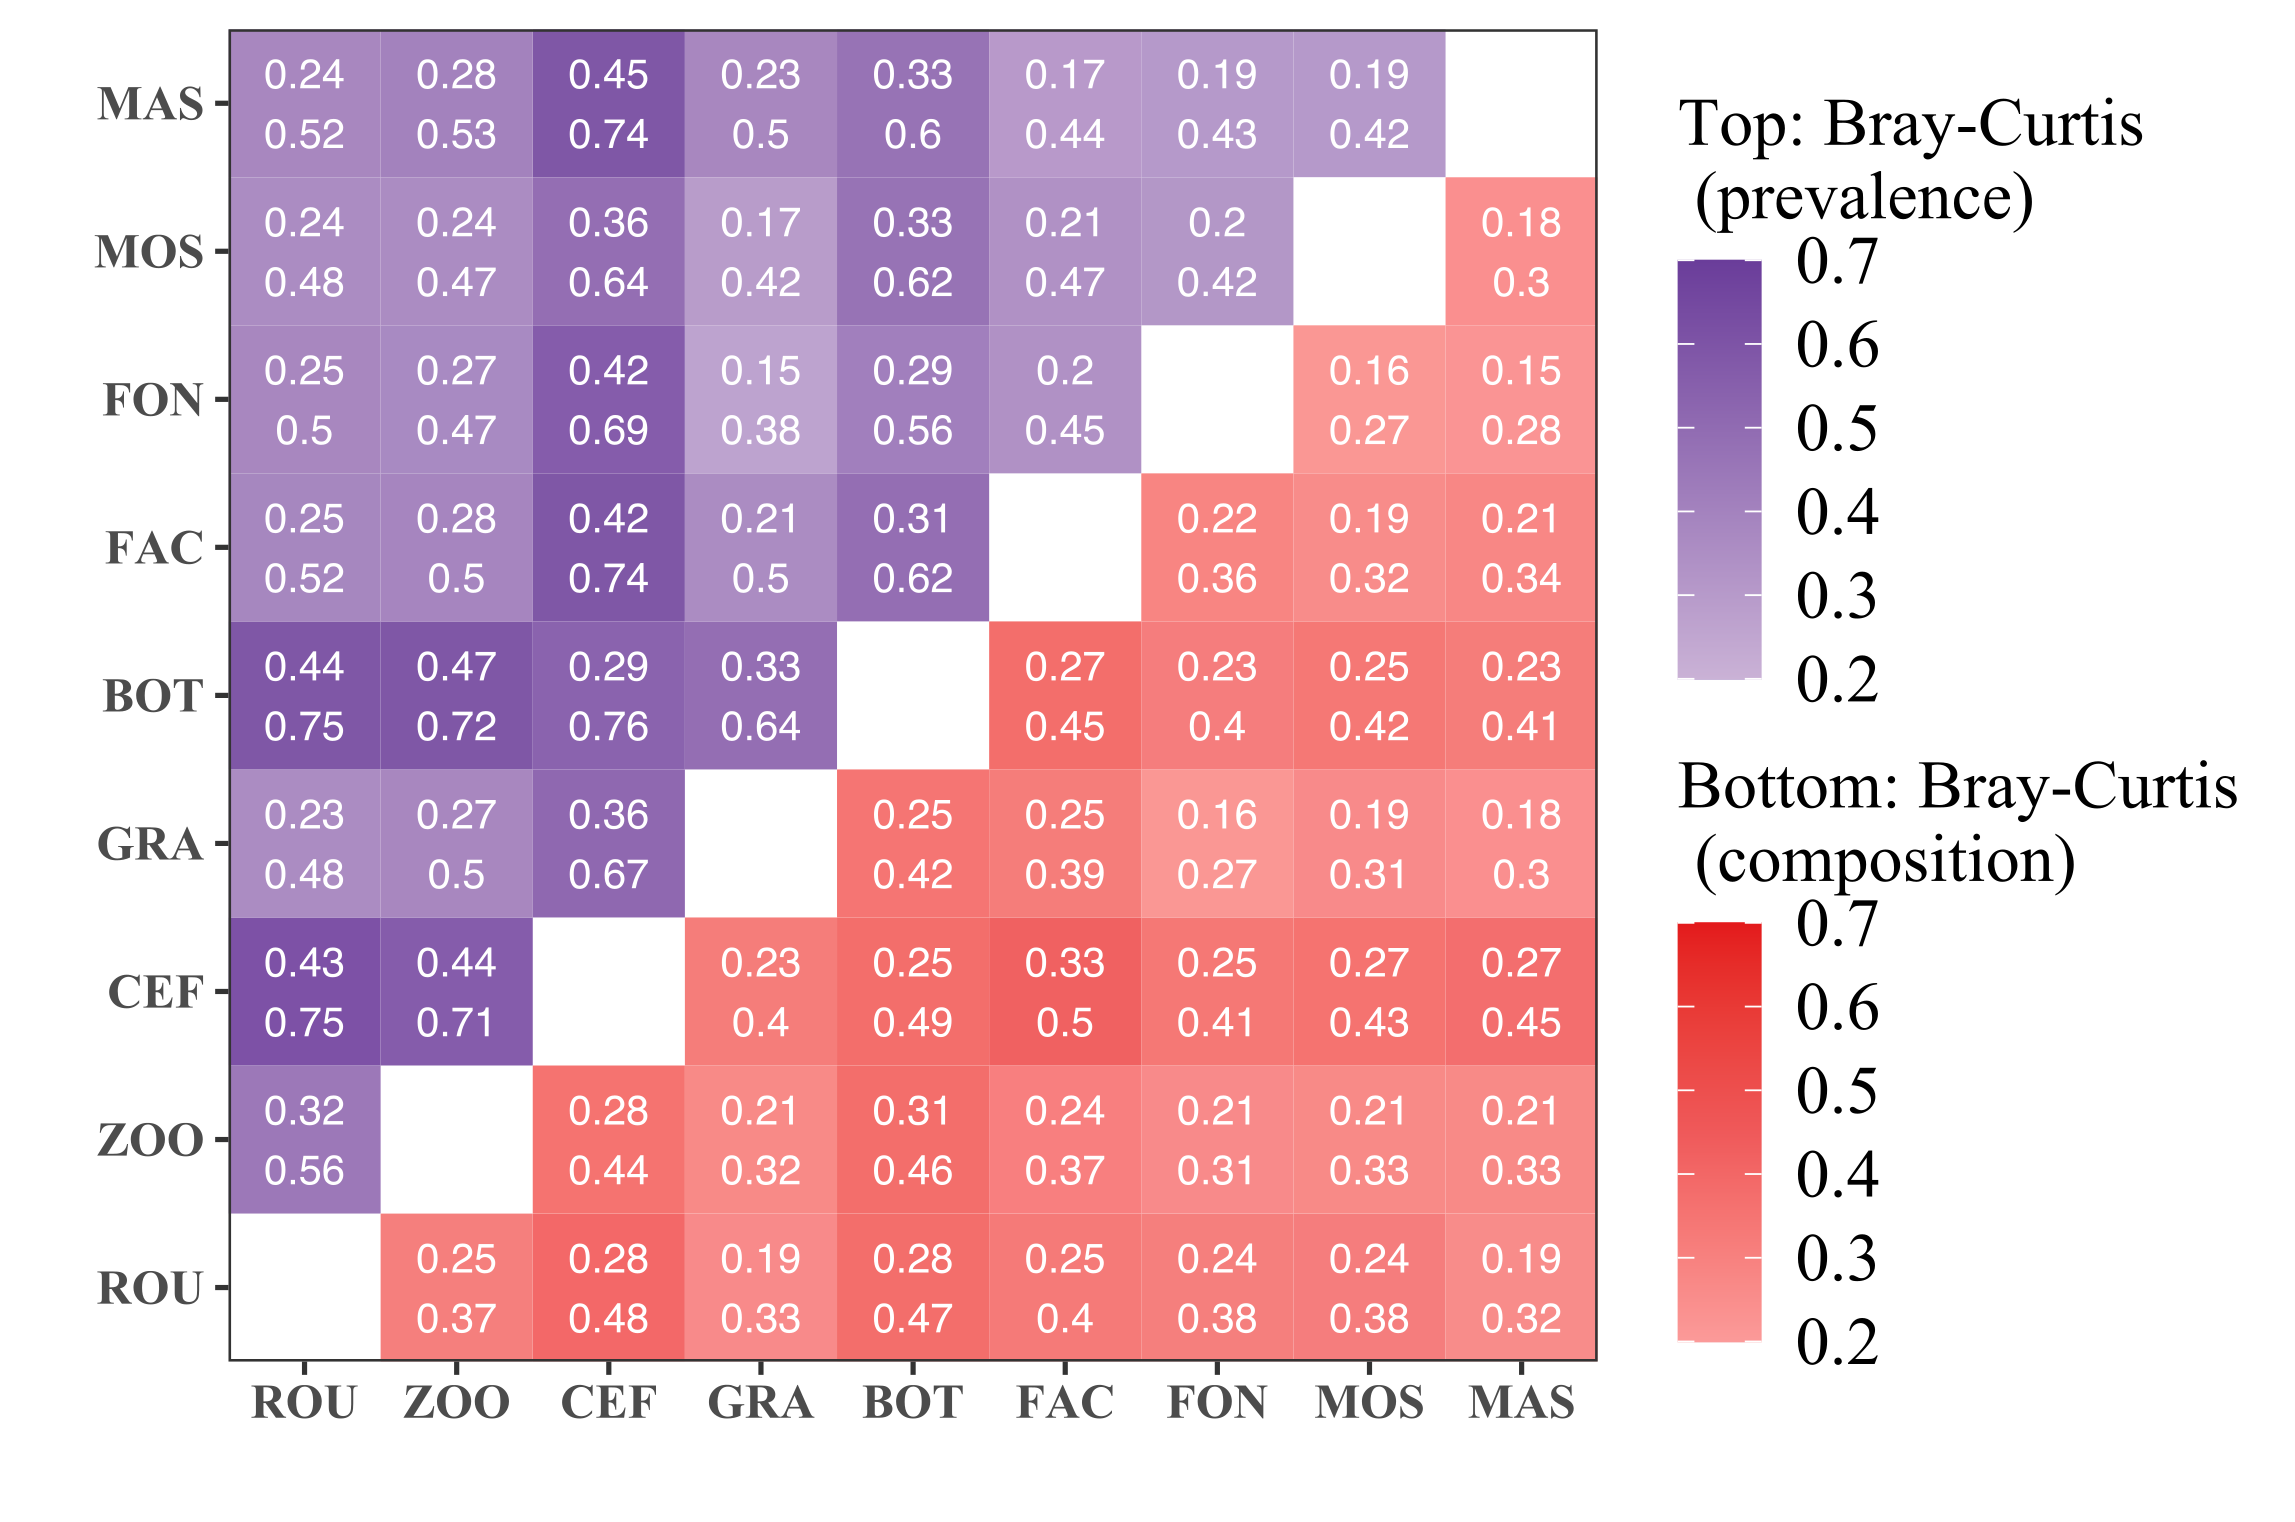 0.24 0.28 0.45 0.23 0.33 0.17 0.19 0.19
MAS
0.52 0.53 0.74 0.5 0.6 0.44 0.43 0.42
0.24 0.24 0.36 0.17 0.33 0.21 0.2 0.18
MOS
0.48 0.47 0.64 0.42 0.62 0.47 0.42 0.3
0.25 0.27 0.42 0.15 0.29 0.2 0.16 0.15
FON
0.5 0.47 0.69 0.38 0.56 0.45 0.27 0.28
0.25 0.28 0.42 0.21 0.31 0.22 0.19 0.21
FAC
0.52 0.5 0.74 0.5 0.62 0.36 0.32 0.34
0.44 0.47 0.29 0.33 0.27 0.23 0.25 0.23
BOT
0.75 0.72 0.76 0.64 0.45 0.4 0.42 0.41
0.23 0.27 0.36 0.25 0.25 0.16 0.19 0.18
GRA
0.48 0.5 0.67 0.42 0.39 0.27 0.31 0.3
0.43 0.44 0.23 0.25 0.33 0.25 0.27 0.27
CEF
0.75 0.71 0.4 0.49 0.5 0.41 0.43 0.45
0.32 0.28 0.21 0.31 0.24 0.21 0.21 0.21
ZOO
0.56 0.44 0.32 0.46 0.37 0.31 0.33 0.33
0.25 0.28 0.19 0.28 0.25 0.24 0.24 0.19
ROU
0.37 0.48 0.33 0.47 0.4 0.38 0.38 0.32
ROU ZOO CEF GRA BOT FAC FON MOS MAS
Top: Bray-Curtis
(prevalence)
0.7
0.6
0.5
0.4
0.3
0.2
Bottom: Bray-Curtis
(composition)
0.7
0.6
0.5
0.4
0.3
0.2